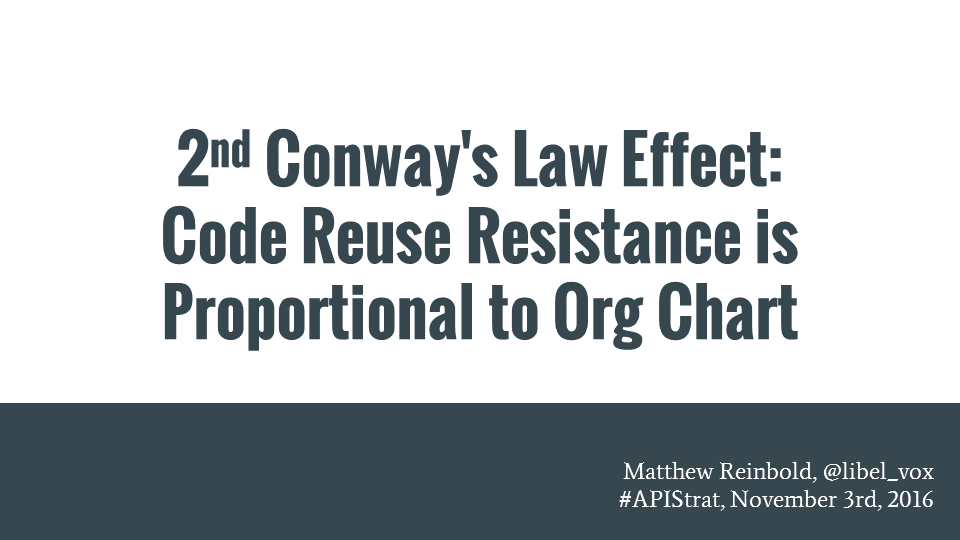 2nd Conway's Law Effect:
Code Reuse Resistance is
Proportional to Org Chart
Matthew Reinbold, @libel_vox
#APIStrat, November 3rd, 2016